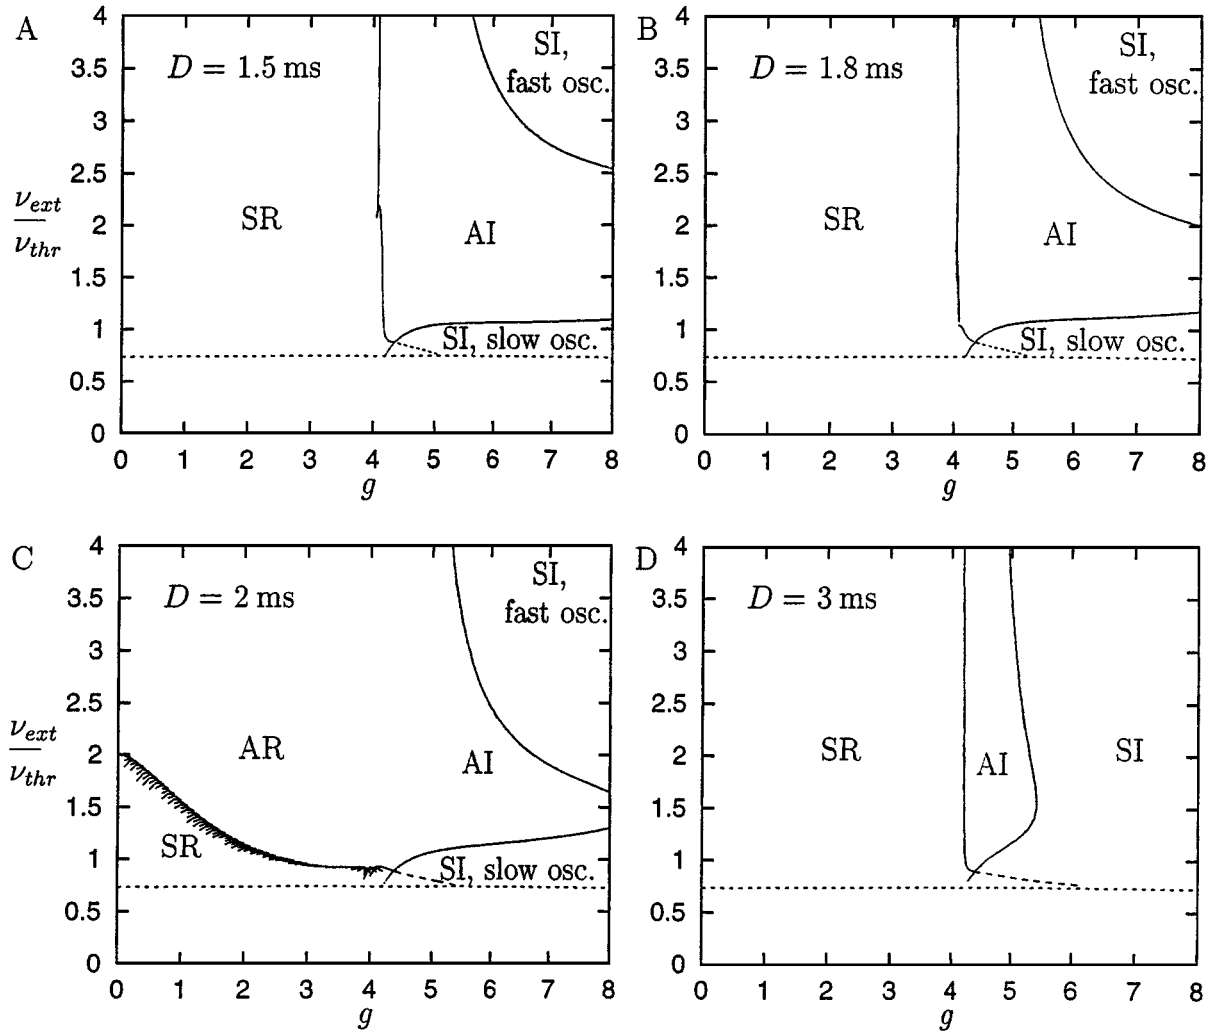 A
D = 1.5 ms
SI,
fast osc.
SR
AI
SI, slow osc.
4
3.5
3
2.5
2
1.5
1
0.5
0
ν_ext
ν_thr
0 1 2 3 4 5 6 7 8
g
B
D = 1.8 ms
SI,
fast osc.
SR
AI
SI, slow osc.
4
3.5
3
2.5
2
1.5
1
0.5
0
0 1 2 3 4 5 6 7 8
g
C
D = 2 ms
SI,
fast osc.
AR
AI
SR
SI, slow osc.
4
3.5
3
2.5
2
1.5
1
0.5
0
ν_ext
ν_thr
0 1 2 3 4 5 6 7 8
g
D
D = 3 ms
SR
AI
SI
4
3.5
3
2.5
2
1.5
1
0.5
0
0 1 2 3 4 5 6 7 8
g